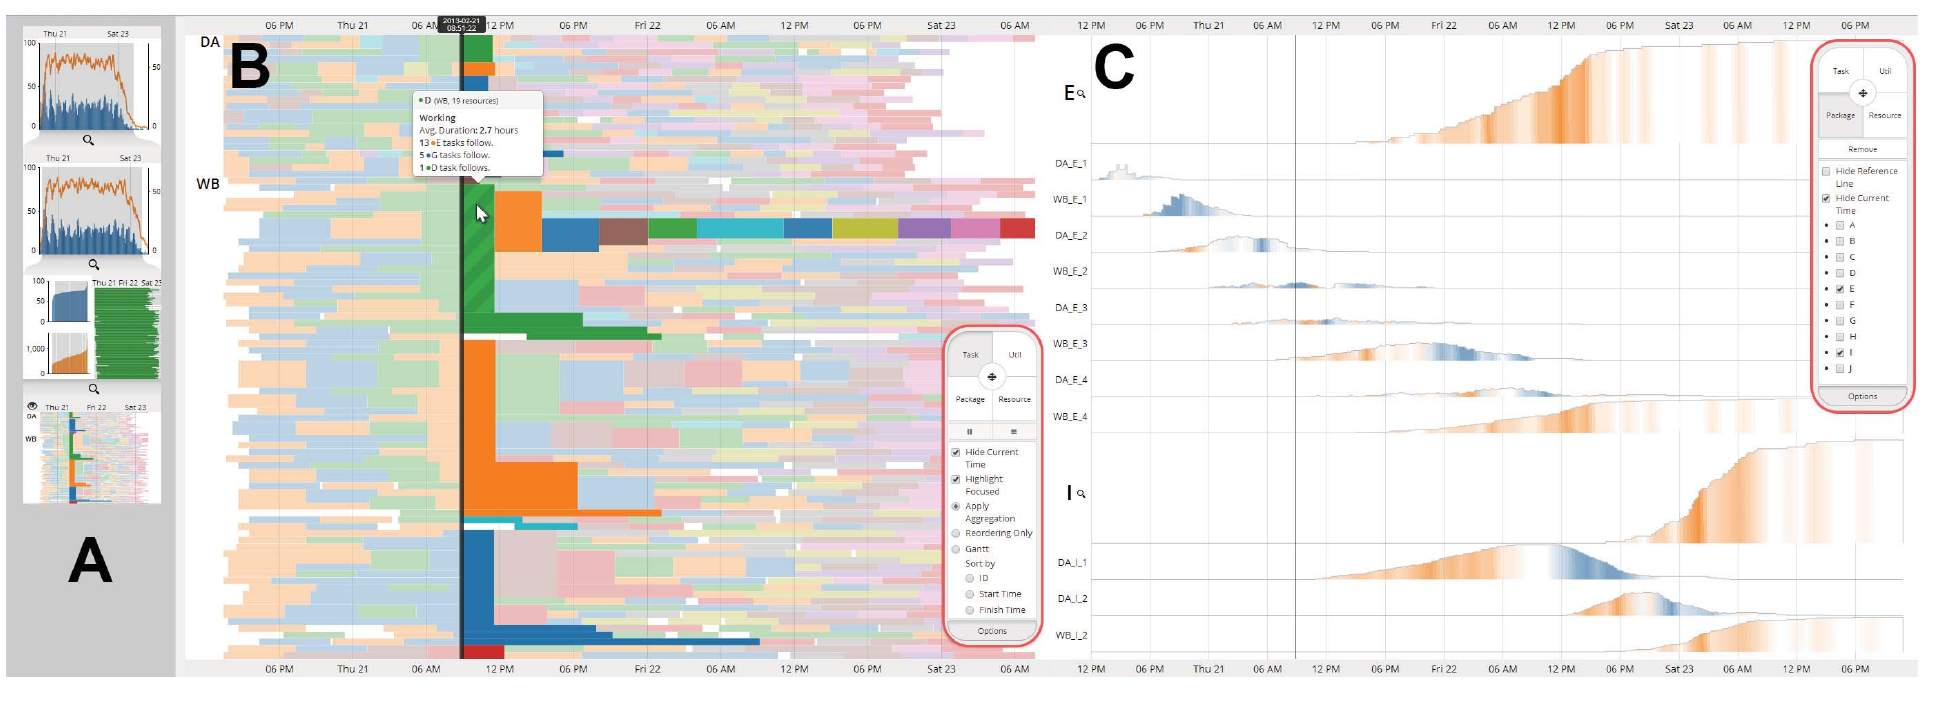 Thu 21 Sat 23
100
50
50
0 0
Thu 21 Sat 23
100
50
50
0 0
100
50
0
Thu 21 Fri 22 Sat 23
1,000
0
Thu 21 Fri 22 Sat 23
DA
WB
A
06 PM Thu 21 06 AM 12 PM 06 PM Fri 22 06 AM 12 PM 06 PM Sat 23 06 AM
2013-02-21
08:51:22
DA
B
D (WB, 19 resources)
Working
Avg. Duration: 2.7 hours
13 E tasks follow.
5 G tasks follow.
1 D task follows.
WB
Task Util
Package Resource
Hide Current
Time
Highlight
Focused
Apply
Aggregation
Reordering Only
Gantt
Sort by
ID
Start Time
Finish Time
Options
06 PM Thu 21 06 AM 12 PM 06 PM Fri 22 06 AM 12 PM 06 PM Sat 23 06 AM
12 PM 06 PM Thu 21 06 AM 12 PM 06 PM Fri 22 06 AM 12 PM 06 PM Sat 23 06 AM 12 PM 06 PM
C
E
DA_E_1
WB_E_1
DA_E_2
WB_E_2
DA_E_3
WB_E_3
DA_E_4
WB_E_4
I
DA_I_1
DA_I_2
WB_I_2
Task Util
Package Resource
Remove
Hide Reference
Line
Hide Current
Time
A
B
C
D
E
F
G
H
I
J
Options
12 PM 06 PM Thu 21 06 AM 12 PM 06 PM Fri 22 06 AM 12 PM 06 PM Sat 23 06 AM 12 PM 06 PM